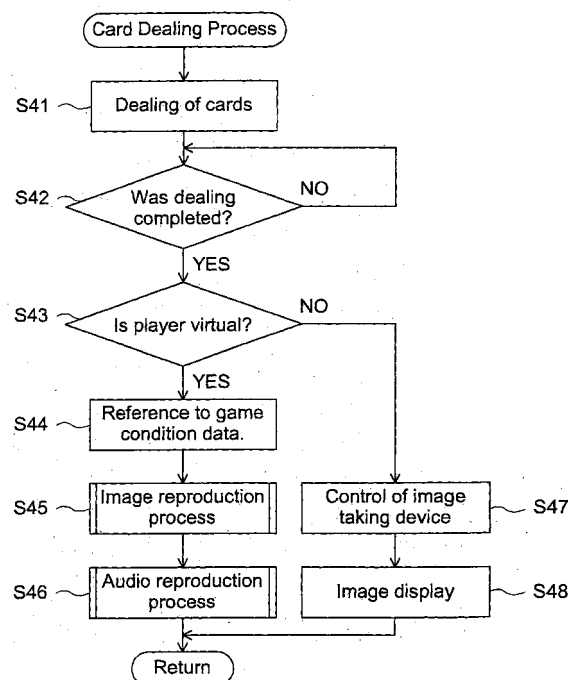 Card Dealing Process
S41
Dealing of cards
S42
Was dealing
completed?
NO
YES
S43
Is player virtual?
NO
YES
S44
Reference to game
condition data.
S45
Image reproduction
process
Control of image
taking device
S47
S46
Audio reproduction
process
Image display
S48
Return